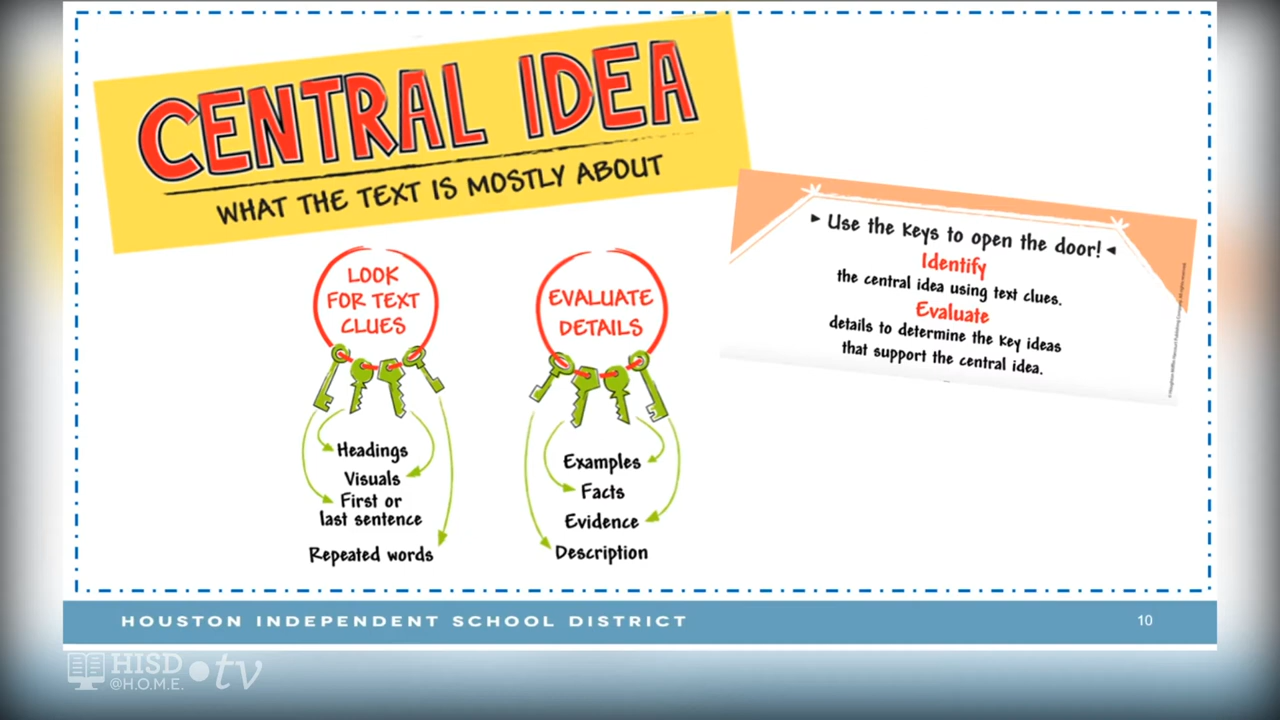 CENTRAL IDEA
WHAT THE TEXT IS MOSTLY ABOUT
Use the keys to open the door!
Identify
the central idea using text clues.
Evaluate
details to determine the key ideas
that support the central idea.
LOOK
FOR TEXT
CLUES
Headings
Visuals
First or
last sentence
Repeated words
EVALUATE
DETAILS
Examples
Facts
Evidence
Description
HOUSTON INDEPENDENT SCHOOL DISTRICT
10
HISD
@H.O.M.E.
tv